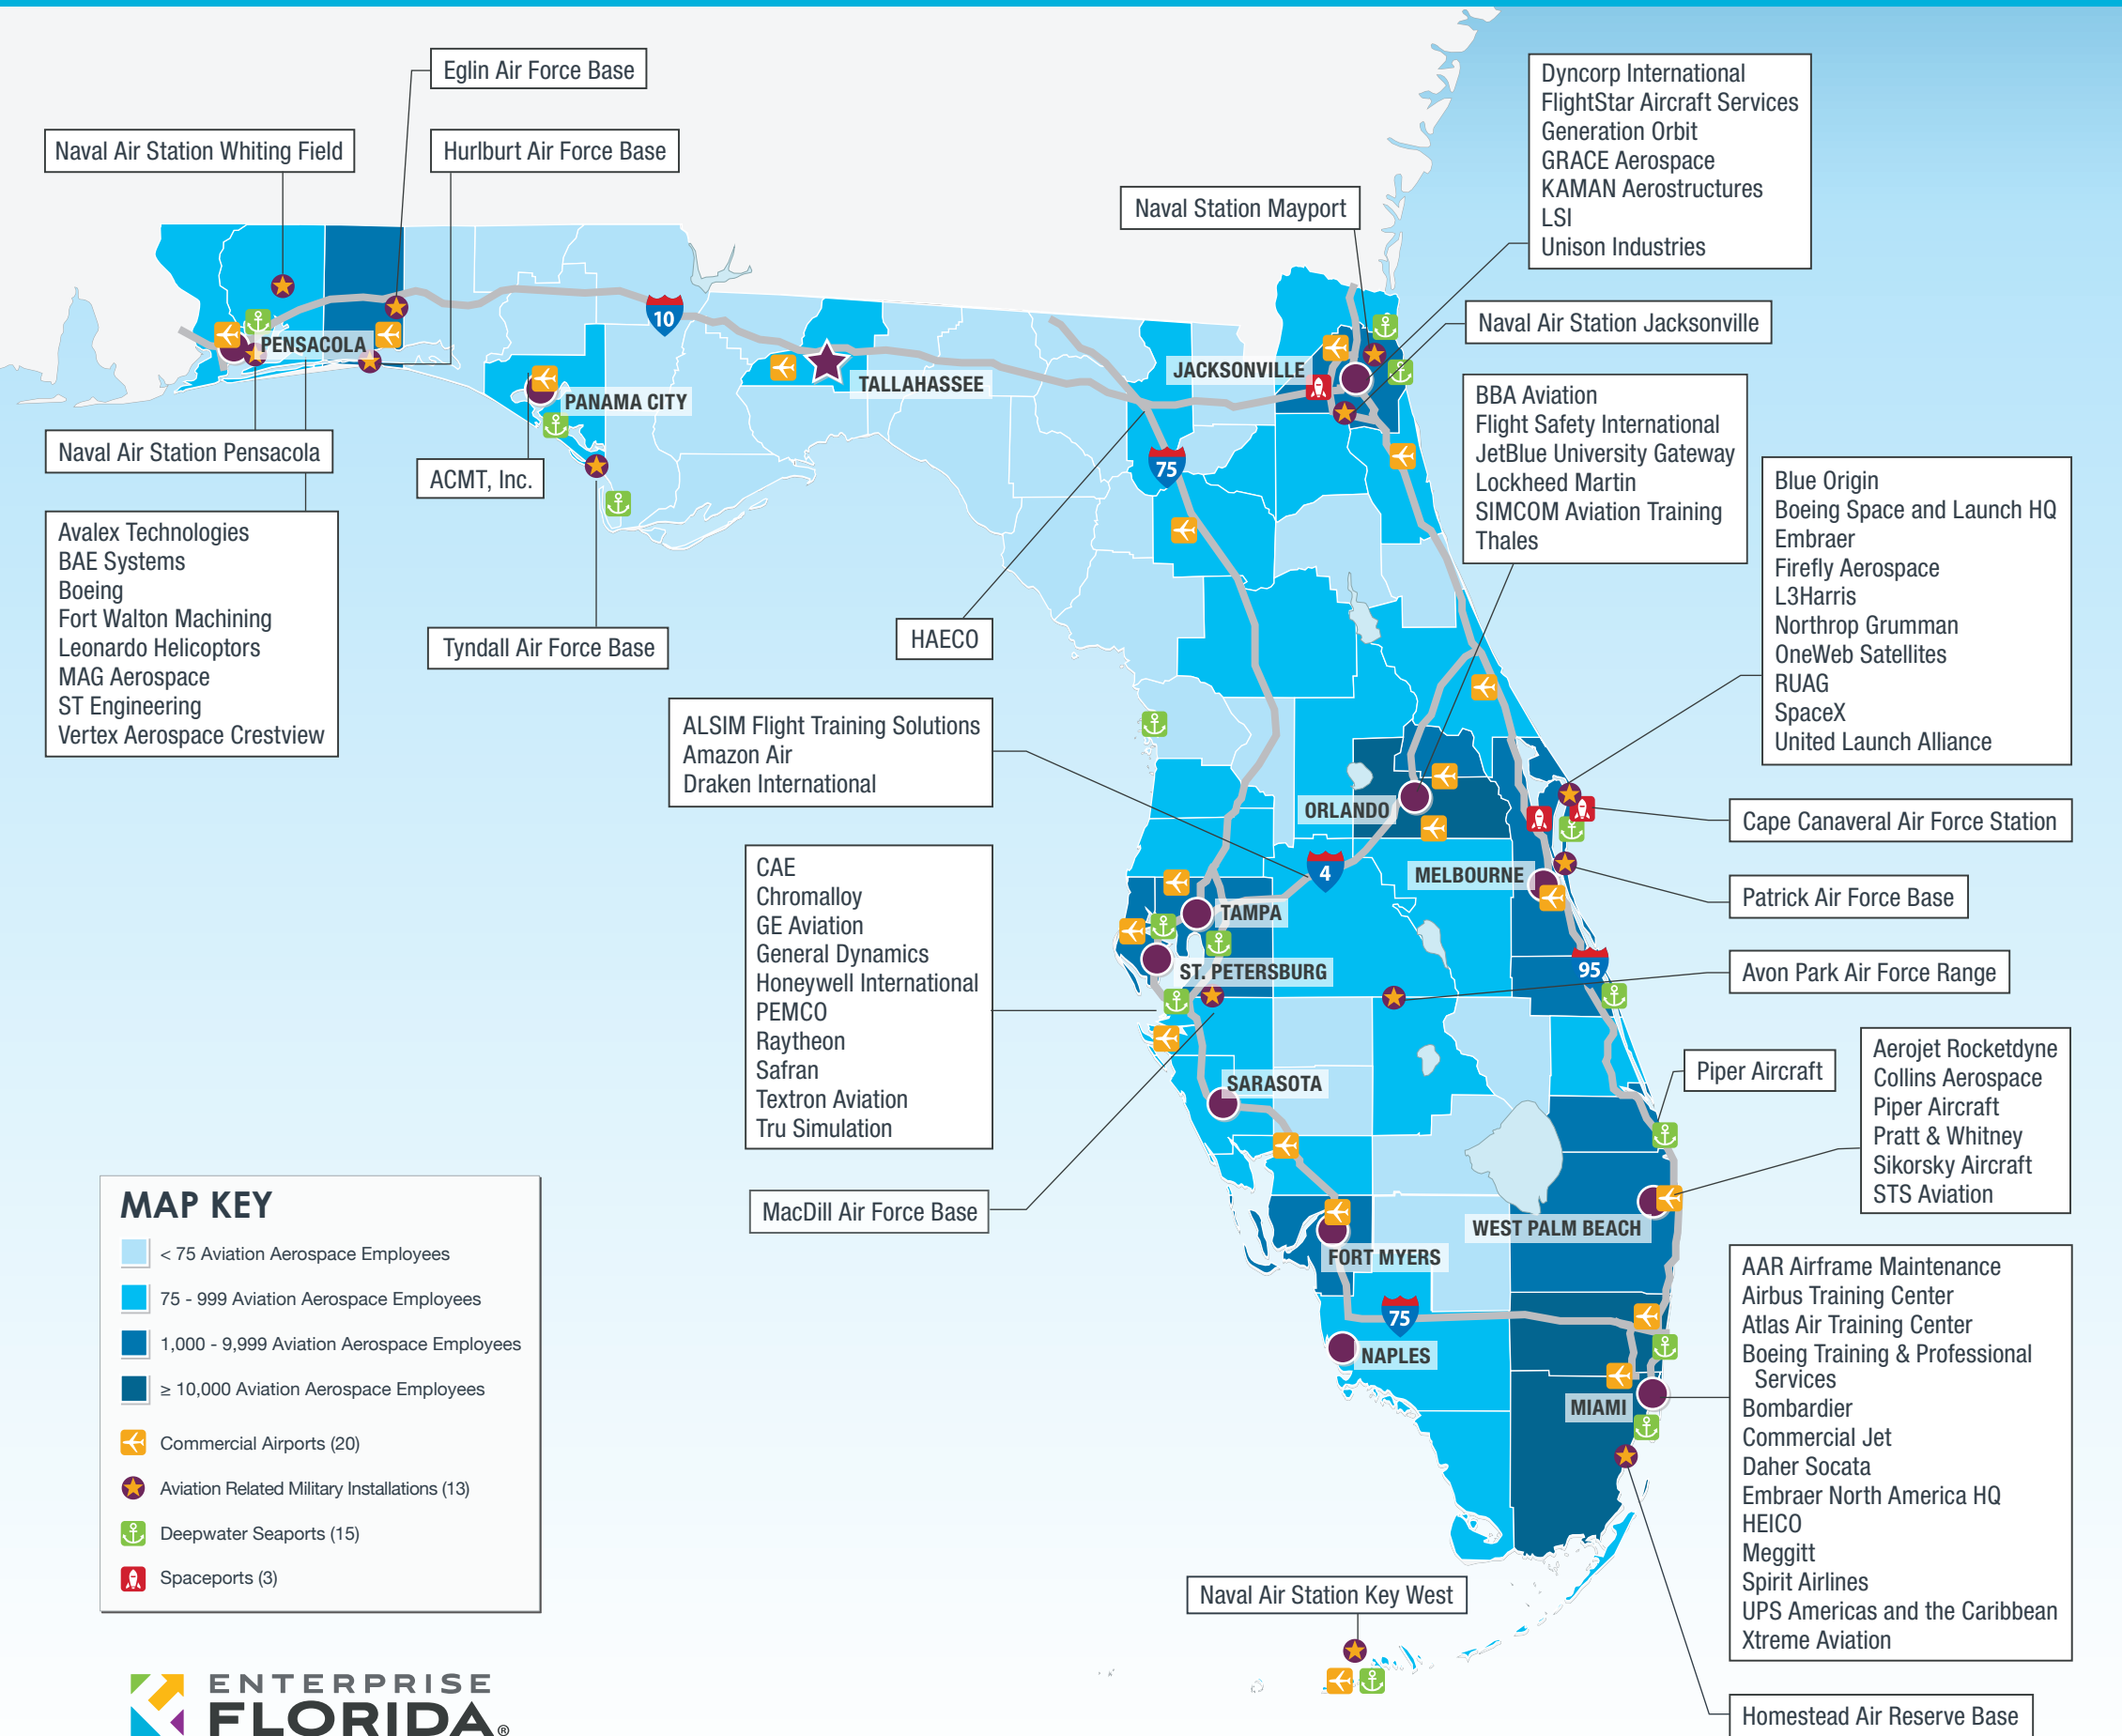 Eglin Air Force Base
Naval Air Station Whiting Field
Hurlburt Air Force Base
Naval Station Mayport
Dyncorp International
FlightStar Aircraft Services
Generation Orbit
GRACE Aerospace
KAMAN Aerostructures
LSI
Unison Industries
Naval Air Station Jacksonville
10
PENSACOLA
PANAMA CITY
TALLAHASSEE
JACKSONVILLE
75
Naval Air Station Pensacola
ACMT, Inc.
BBA Aviation
Flight Safety International
JetBlue University Gateway
Lockheed Martin
SIMCOM Aviation Training
Thales
Avalex Technologies
BAE Systems
Boeing
Fort Walton Machining
Leonardo Helicoptors
MAG Aerospace
ST Engineering
Vertex Aerospace Crestview
Tyndall Air Force Base
HAECO
Blue Origin
Boeing Space and Launch HQ
Embraer
Firefly Aerospace
L3Harris
Northrop Grumman
OneWeb Satellites
RUAG
SpaceX
United Launch Alliance
ALSIM Flight Training Solutions
Amazon Air
Draken International
ORLANDO
Cape Canaveral Air Force Station
4
MELBOURNE
Patrick Air Force Base
CAE
Chromalloy
GE Aviation
General Dynamics
Honeywell International
PEMCO
Raytheon
Safran
Textron Aviation
Tru Simulation
TAMPA
ST. PETERSBURG
95
Avon Park Air Force Range
SARASOTA
Piper Aircraft
Aerojet Rocketdyne
Collins Aerospace
Piper Aircraft
Pratt & Whitney
Sikorsky Aircraft
STS Aviation
MacDill Air Force Base
WEST PALM BEACH
FORT MYERS
75
NAPLES
MIAMI
AAR Airframe Maintenance
Airbus Training Center
Atlas Air Training Center
Boeing Training & Professional
Services
Bombardier
Commercial Jet
Daher Socata
Embraer North America HQ
HEICO
Meggitt
Spirit Airlines
UPS Americas and the Caribbean
Xtreme Aviation
MAP KEY
< 75 Aviation Aerospace Employees
75 - 999 Aviation Aerospace Employees
1,000 - 9,999 Aviation Aerospace Employees
≥ 10,000 Aviation Aerospace Employees
Commercial Airports (20)
Aviation Related Military Installations (13)
Deepwater Seaports (15)
Spaceports (3)
Naval Air Station Key West
Homestead Air Reserve Base
ENTERPRISE
FLORIDA®